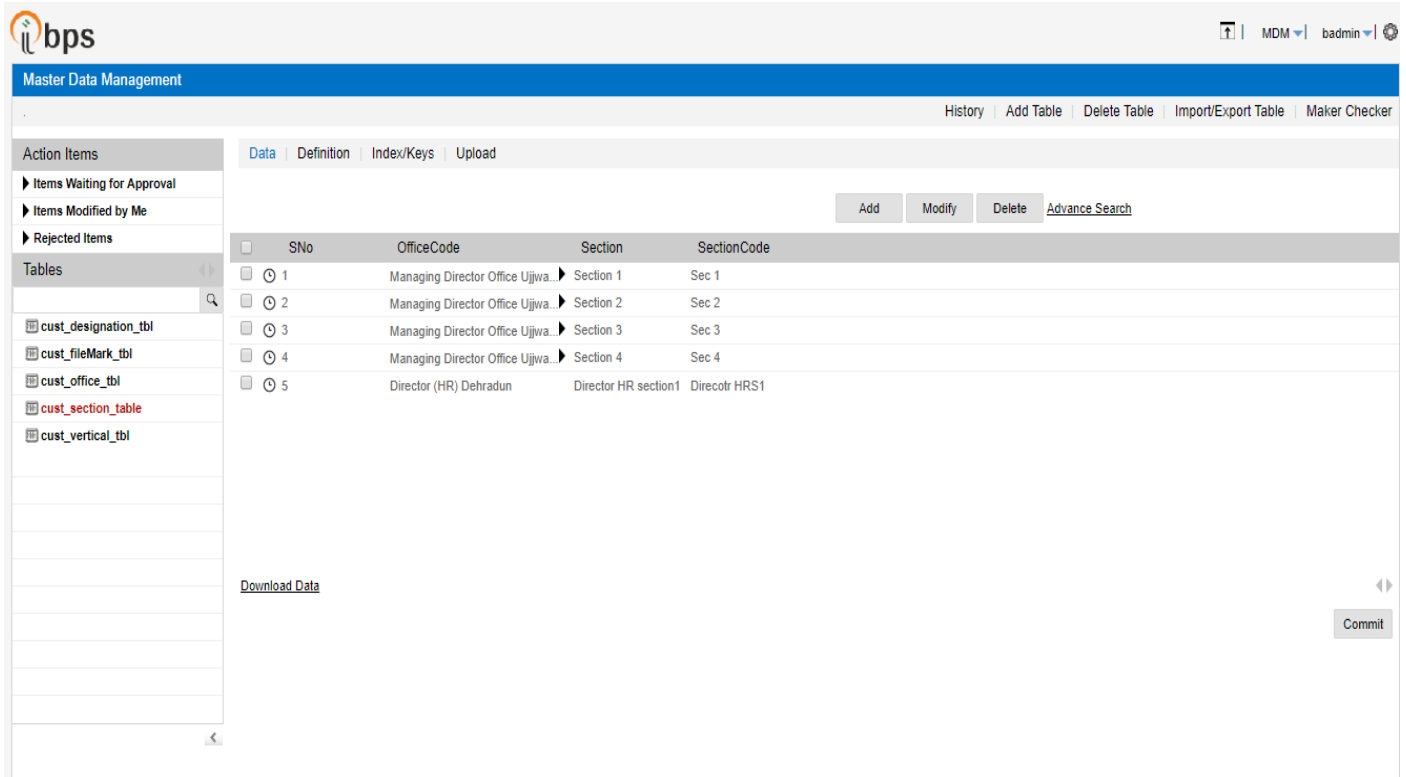 ibps
MDM badmin
Master Data Management
History Add Table Delete Table Import/Export Table Maker Checker
Action Items
Data Definition Index/Keys Upload
Items Waiting for Approval
Items Modified by Me
Add Modify Delete Advance Search
Rejected Items
SNo OfficeCode Section SectionCode
Tables
1 Managing Director Office Ujjwa... Section 1 Sec 1
2 Managing Director Office Ujjwa... Section 2 Sec 2
cust_designation_tbl
3 Managing Director Office Ujjwa... Section 3 Sec 3
cust_fileMark_tbl
4 Managing Director Office Ujjwa... Section 4 Sec 4
cust_office_tbl
5 Director (HR) Dehradun Director HR section1 Direcotr HRS1
cust_section_table
cust_vertical_tbl
Download Data
Commit